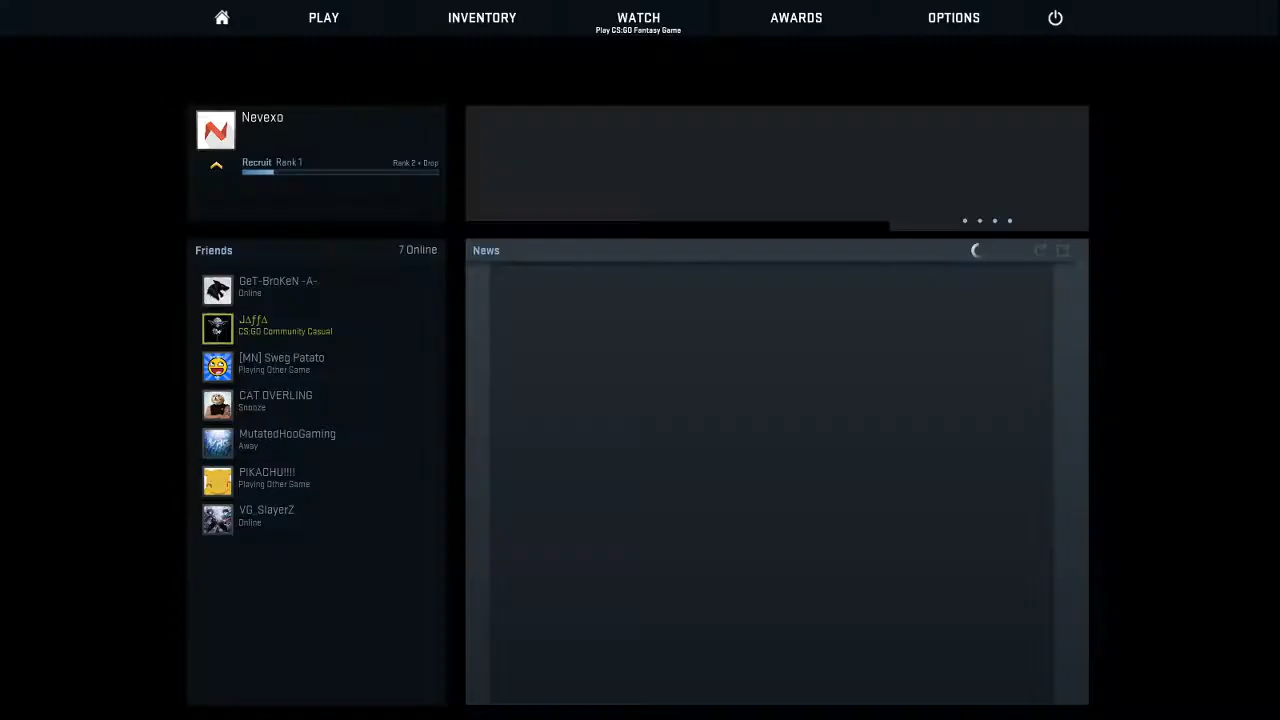 PLAY
INVENTORY
WATCH
Play CS:GO Fantasy Game
AWARDS
OPTIONS
Nevexo
Recruit Rank 1
Rank 2 + Drop
Friends
7 Online
GeT-BroKeN -A-
Online
J∆ƒƒ∆
CS:GO Community Casual
[MN] Sweg Patato
Playing Other Game
CAT OVERLING
Snooze
MutatedHooGaming
Away
PIKACHU!!!!
Playing Other Game
VG_SlayerZ
Online
News